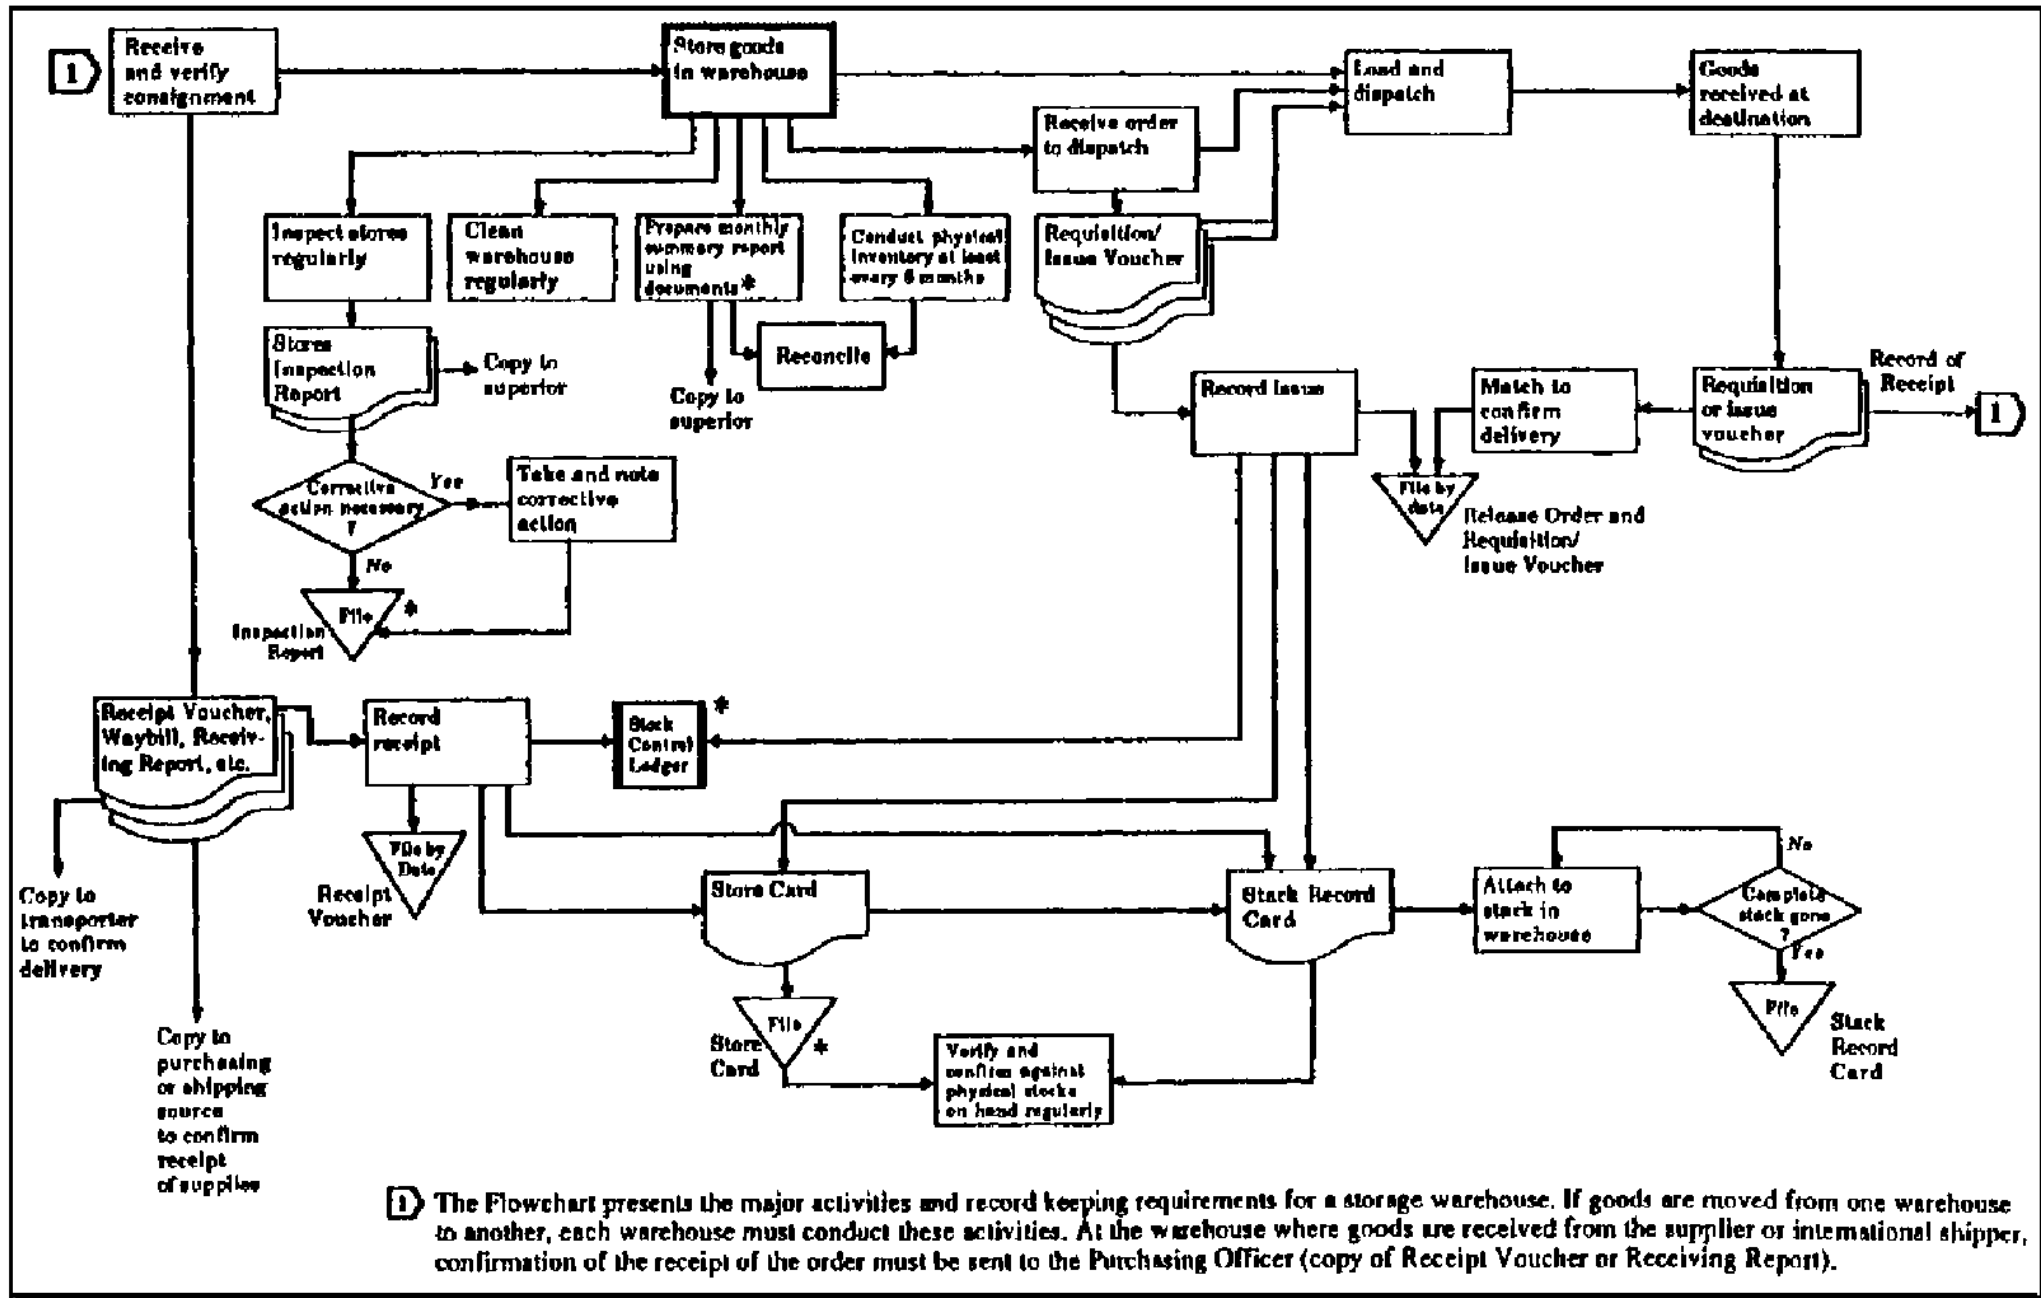 1
Receive
and verify
consignment
Store goods
in warehouse
Load and
dispatch
Goods
received at
destination
Receive order
to dispatch
Inspect stores
regularly
Clean
warehouse
regularly
Prepare monthly
summary report
using
documents*
Conduct physical
inventory at least
every 6 months
Requisition/
Issue Voucher
Stores
Inspection
Report
Copy to
superior
Reconcile
Copy to
superior
Record issue
Match to
confirm
delivery
Requisition
or issue
voucher
Record of
Receipt
1
Corrective
action necessary
?
Yes
Take and note
corrective
action
No
File
*
Inspection
Report
File by
date
Release Order and
Requisition/
Issue Voucher
Receipt Voucher,
Waybill, Receiv-
ing Report, etc.
Record
receipt
Stock
Control
Ledger
*
File by
Date
Receipt
Voucher
Copy to
transporter
to confirm
delivery
Store Card
Stack Record
Card
Attach to
stack in
warehouse
No
Complete
stack gone
?
Yes
File
Stack
Record
Card
File
*
Store
Card
Verify and
confirm against
physical stocks
on hand regularly
Copy to
purchasing
or shipping
source
to confirm
receipt
of supplies
1 The Flowchart presents the major activities and record keeping requirements for a storage warehouse. If goods are moved from one warehouse
to another, each warehouse must conduct these activities. At the warehouse where goods are received from the supplier or international shipper,
confirmation of the receipt of the order must be sent to the Purchasing Officer (copy of Receipt Voucher or Receiving Report).